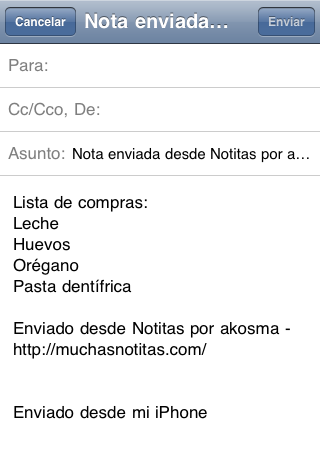 Cancelar Nota enviada... Enviar
Para:
Cc/Cco, De:
Asunto: Nota enviada desde Notitas por a...
Lista de compras:
Leche
Huevos
Orégano
Pasta dentífrica
Enviado desde Notitas por akosma -
http://muchasnotitas.com/
Enviado desde mi iPhone